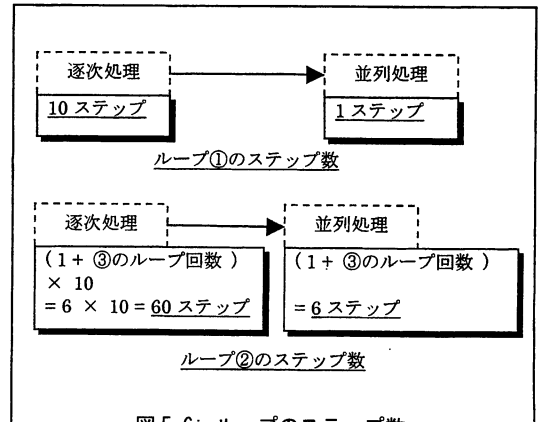 逐次処理
並列処理
10 ステップ
1 ステップ
ループ①のステップ数
逐次処理
並列処理
(1+ ③のループ回数 )
× 10
= 6 × 10 = 60 ステップ
(1+ ③のループ回数 )
= 6 ステップ
ループ②のステップ数